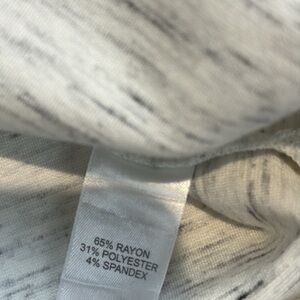 65% RAYON
31% POLYESTER
4% SPANDEX